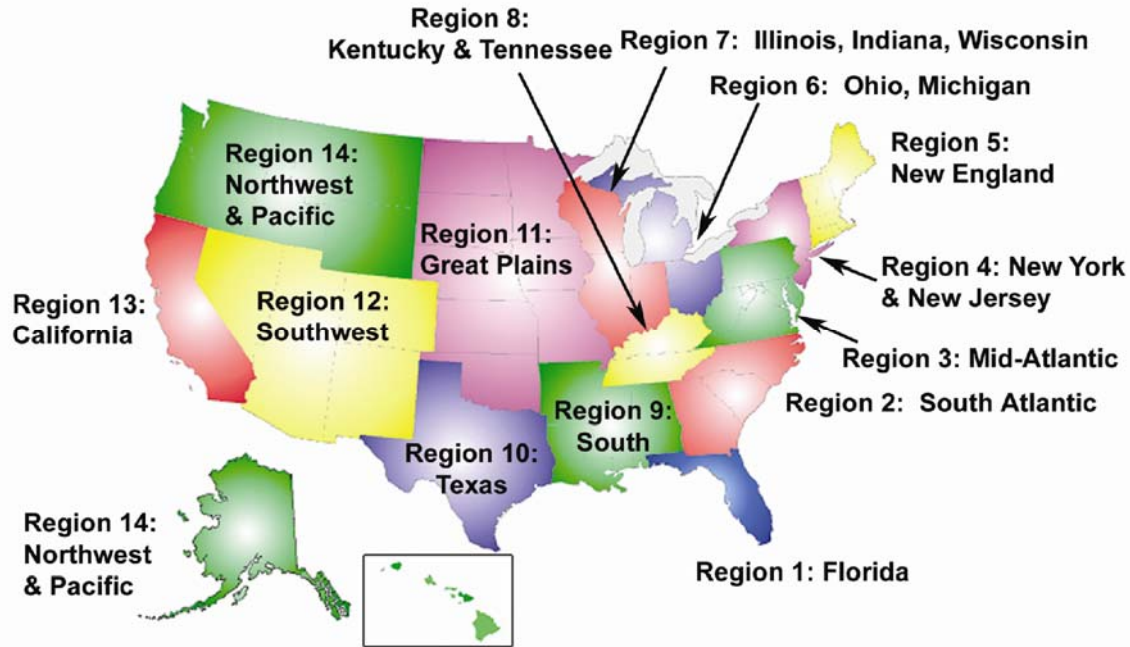 Region 8:
Kentucky & Tennessee
Region 7: Illinois, Indiana, Wisconsin
Region 6: Ohio, Michigan
Region 5:
New England
Region 14:
Northwest
& Pacific
Region 11:
Great Plains
Region 4: New York
& New Jersey
Region 13:
California
Region 12:
Southwest
Region 3: Mid-Atlantic
Region 2: South Atlantic
Region 9:
South
Region 10:
Texas
Region 14:
Northwest
& Pacific
Region 1: Florida